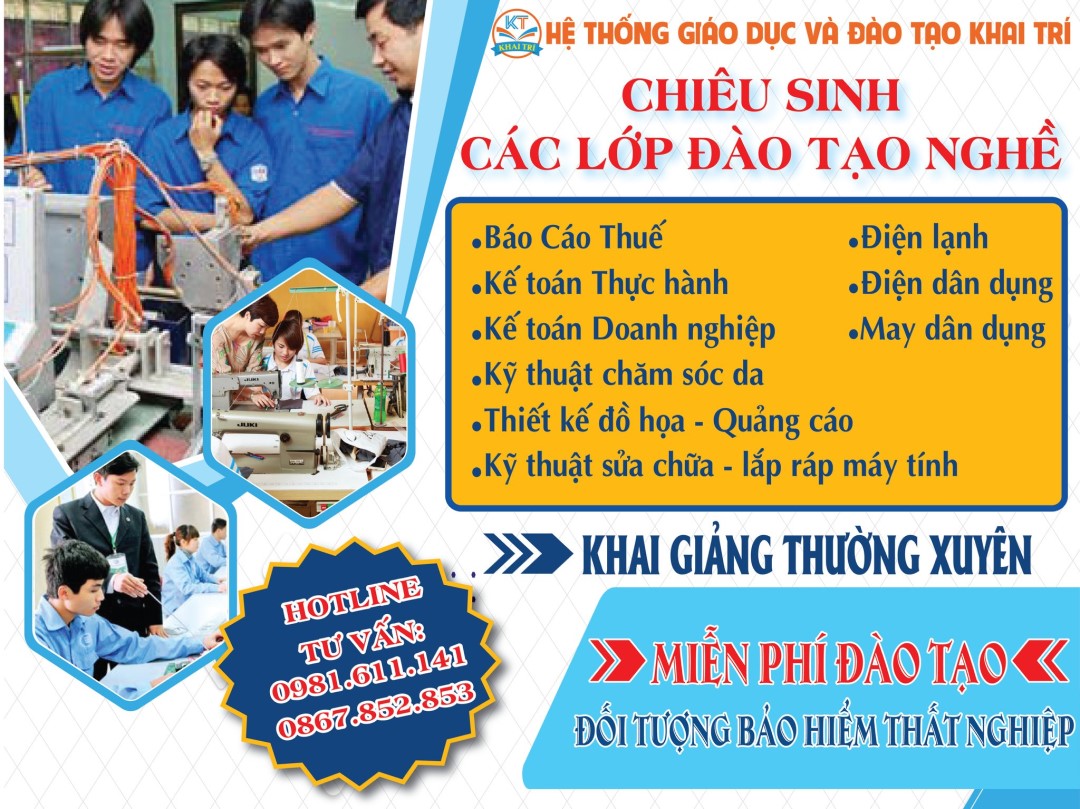 KT
KHAI TRÍ
HỆ THỐNG GIÁO DỤC VÀ ĐÀO TẠO KHAI TRÍ
CHIÊU SINH
CÁC LỚP ĐÀO TẠO NGHỀ
.Báo Cáo Thuế
.Kế toán Thực hành
.Kế toán Doanh nghiệp
.Kỹ thuật chăm sóc da
.Thiết kế đồ họa - Quảng cáo
.Kỹ thuật sửa chữa - lắp ráp máy tính
.Điện lạnh
.Điện dân dụng
.May dân dụng
JUKI
JUKI
KHAI GIẢNG THƯỜNG XUYÊN
HOTLINE
TƯ VẤN:
0981.611.141
0867.852.853
MIỄN PHÍ ĐÀO TẠO
ĐỐI TƯỢNG BẢO HIỂM THẤT NGHIỆP